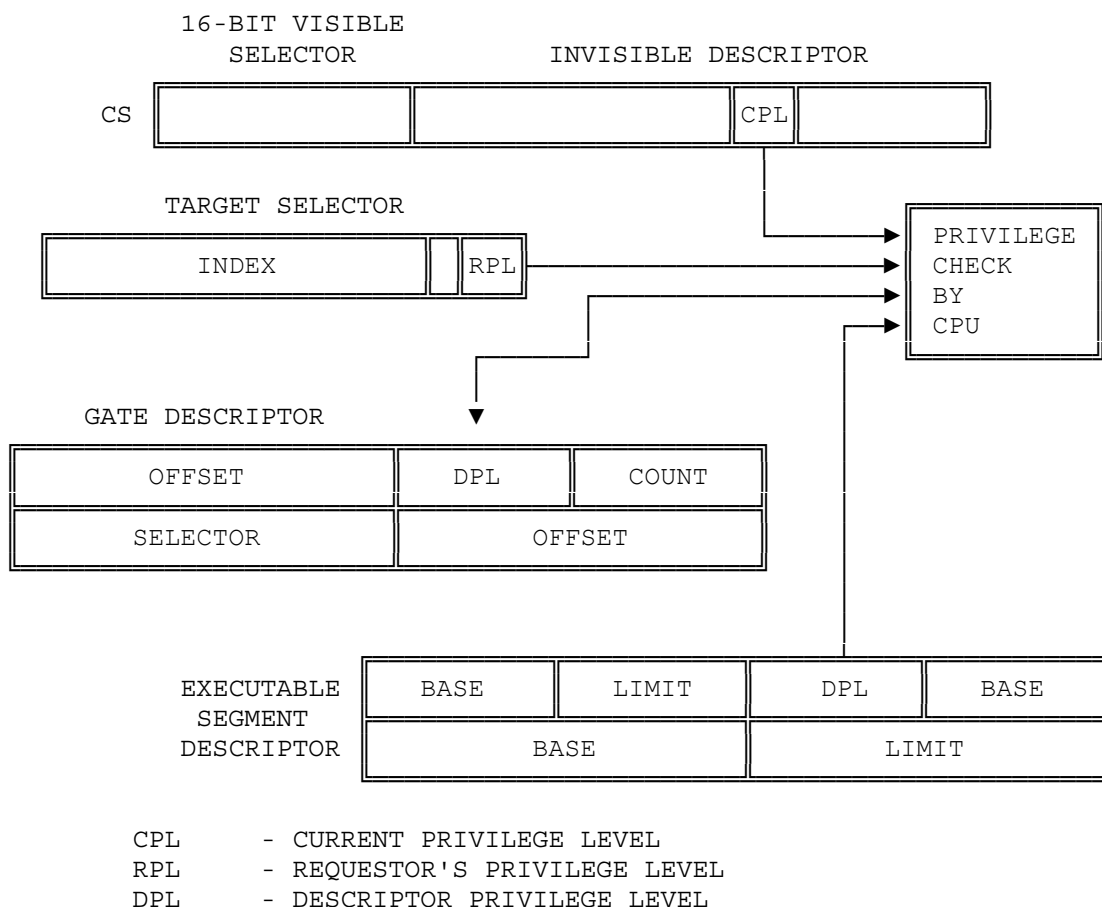 16-BIT VISIBLE
SELECTOR INVISIBLE DESCRIPTOR
CS CPL
TARGET SELECTOR
INDEX RPL
PRIVILEGE
CHECK
BY
CPU
GATE DESCRIPTOR
OFFSET DPL COUNT
SELECTOR OFFSET
EXECUTABLE BASE LIMIT DPL BASE
SEGMENT
DESCRIPTOR BASE LIMIT
CPL - CURRENT PRIVILEGE LEVEL
RPL - REQUESTOR'S PRIVILEGE LEVEL
DPL - DESCRIPTOR PRIVILEGE LEVEL